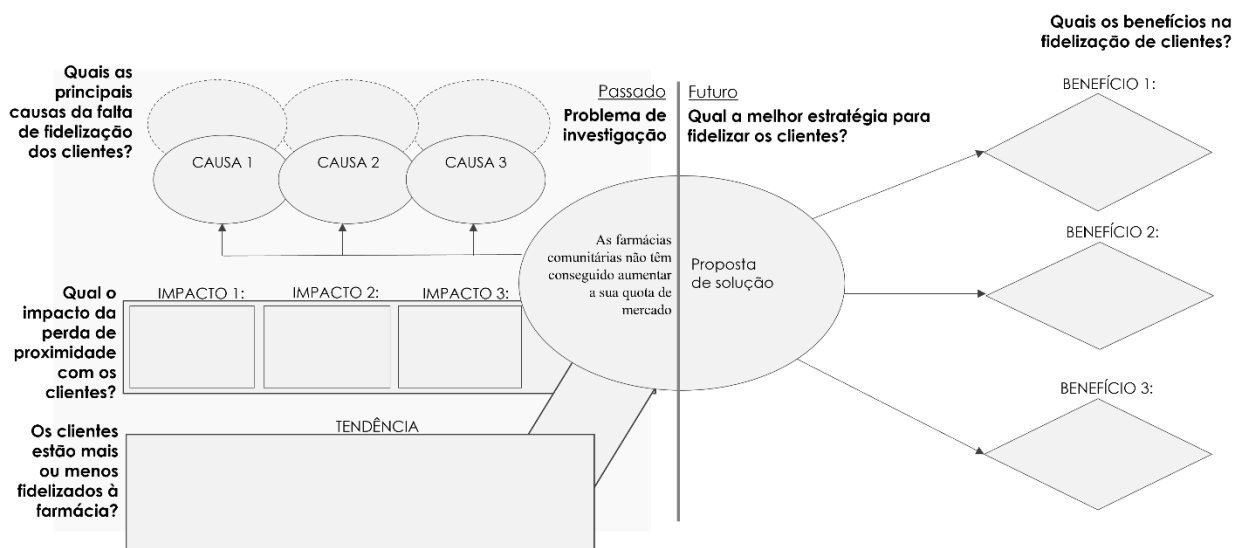 Quais as
principais
causas da falta
de fidelização
dos clientes?
CAUSA 1
CAUSA 2
CAUSA 3
Passado
Problema de
investigação
Futuro
Qual a melhor estratégia para
fidelizar os clientes?
Quais os benefícios na
fidelização de clientes?
BENEFÍCIO 1:
As farmácias
comunitárias não têm
conseguido aumentar
a sua quota de
mercado
Proposta
de solução
BENEFÍCIO 2:
Qual o
impacto da
perda de
proximidade
com os
clientes?
IMPACTO 1:
IMPACTO 2:
IMPACTO 3:
BENEFÍCIO 3:
Os clientes
estão mais
ou menos
fidelizados à
farmácia?
TENDÊNCIA